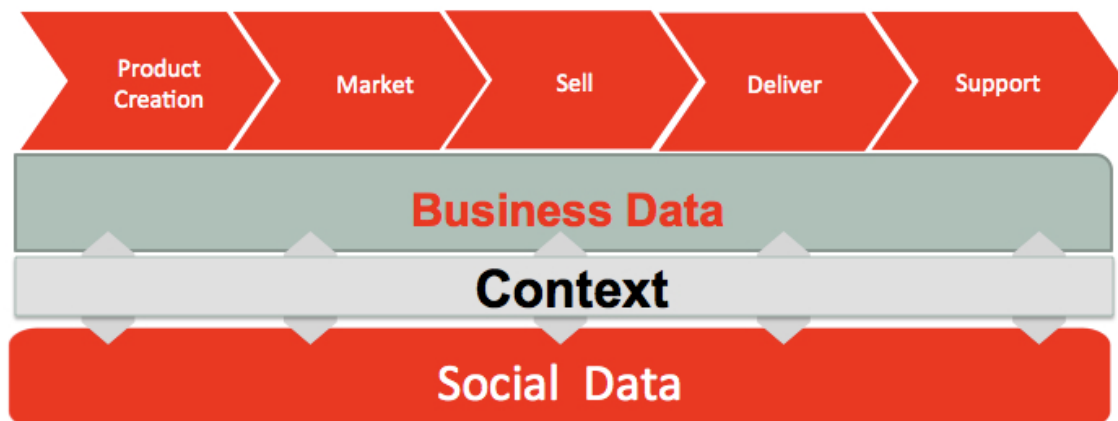 Product
Creation
Market
Sell
Deliver
Support
Business Data
Context
Social Data